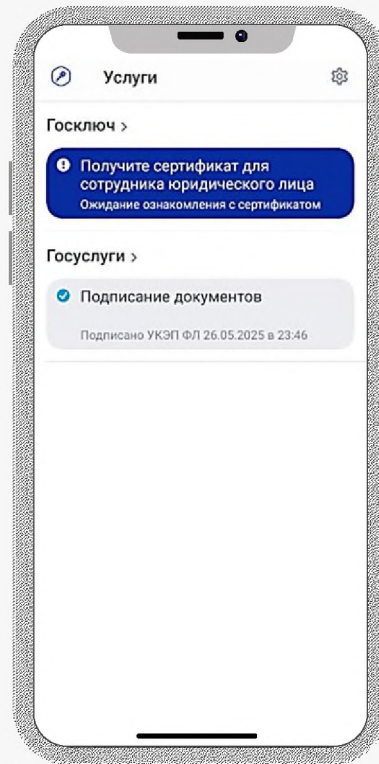 Услуги
Госключ >
Получите сертификат для
сотрудника юридического лица
Ожидание ознакомления с сертификатом
Госуслуги >
Подписание документов
Подписано УКЭП ФЛ 26.05.2025 в 23:46